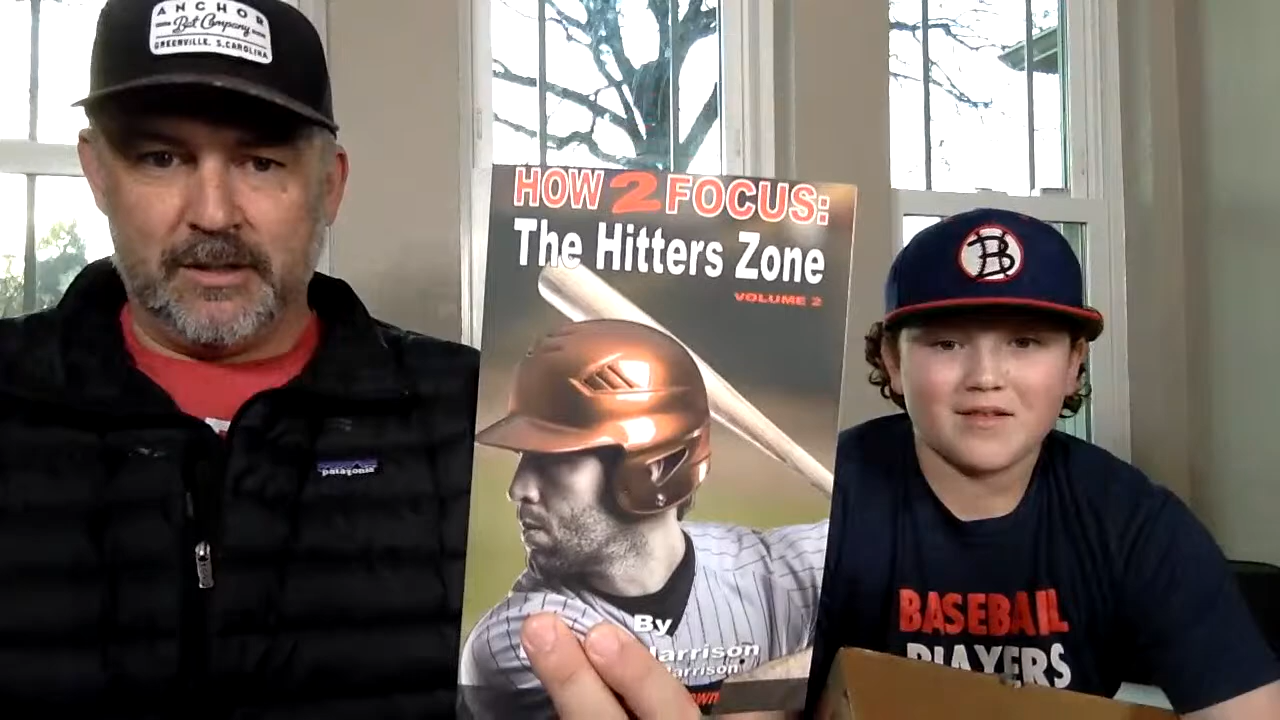 ANCHOR
Bat Company
GREENVILLE, S.CAROLINA
patagonia
HOW 2 FOCUS:
The Hitters Zone
VOLUME 2
By
B
BASEBALL
PLAYERS